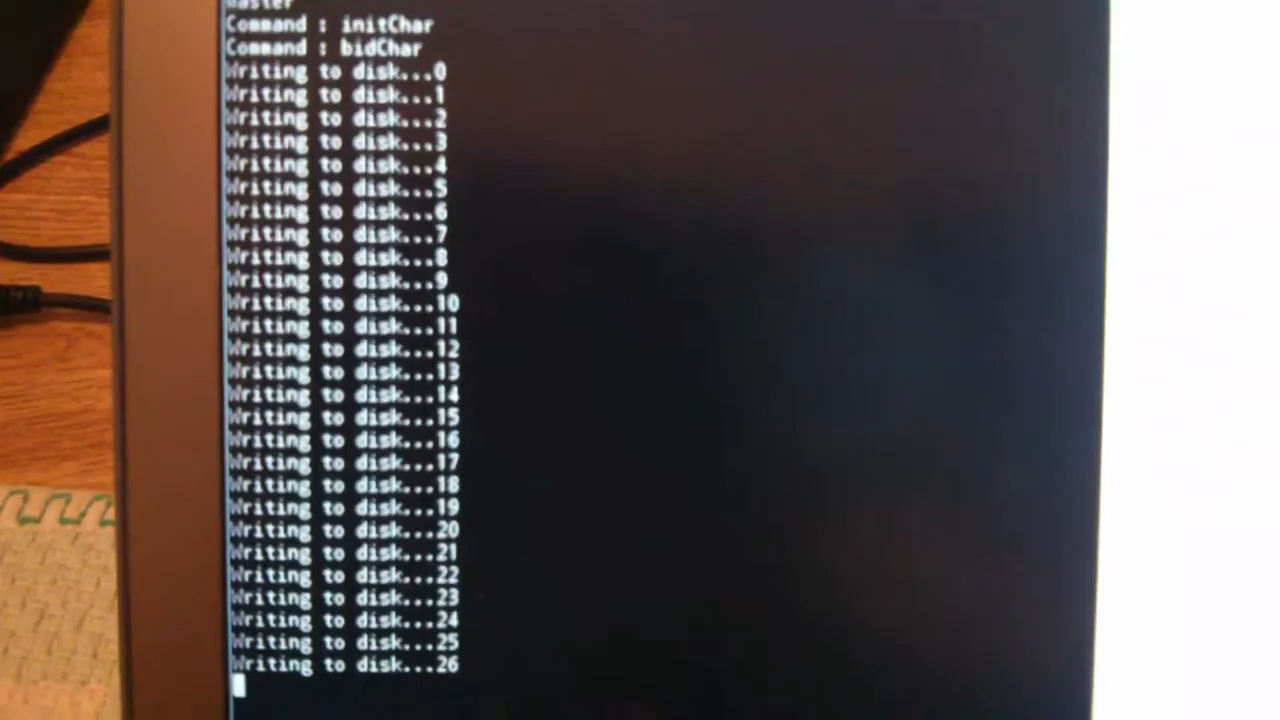 master
Command : initChar
Command : bidChar
Writing to disk...0
Writing to disk...1
Writing to disk...2
Writing to disk...3
Writing to disk...4
Writing to disk...5
Writing to disk...6
Writing to disk...7
Writing to disk...8
Writing to disk...9
Writing to disk...10
Writing to disk...11
Writing to disk...12
Writing to disk...13
Writing to disk...14
Writing to disk...15
Writing to disk...16
Writing to disk...17
Writing to disk...18
Writing to disk...19
Writing to disk...20
Writing to disk...21
Writing to disk...22
Writing to disk...23
Writing to disk...24
Writing to disk...25
Writing to disk...26